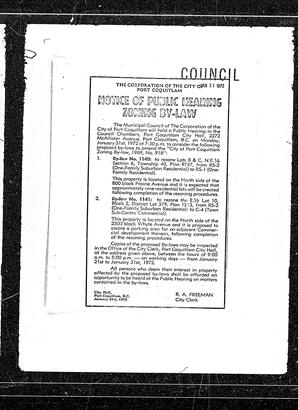 COUNCIL
JAN 31 1972
THE CORPORATION OF THE CITY OF
PORT COQUITLAM
NOTICE OF PUBLIC HEARING
ZONING BY-LAW
The Municipal Council of The Corporation of the
City of Port Coquitlam will hold a Public Hearing in the
Council Chambers, Port Coquitlam City Hall, 2272
McAllister Avenue, Port Coquitlam, B.C. on Monday,
January 31st, 1972 at 7:30 p.m. to consider the following
proposed by-laws to amend the "City of Port Coquitlam
Zoning By-law, 1969, No. 918":
1. By-law No. 1140: to rezone Lots B & C, N.E.¼
Section 6, Township 40, Plan 9737, from RS-2
(One-Family Suburban Residential) to RS-1 (One-
Family Residential).
This property is located on the North side of the
800 block Prairie Avenue and it is expected that
approximately nine residential lots will be created
following completion of the rezoning procedures.
2. By-law No. 1141: to rezone the E.½ Lot 10,
Block 2, District Lot 379, Plan 1213, from RS-2
(One-Family Suburban Residential) to C-4 (Town
Sub-Centre Commercial).
This property is located on the North side of the
2300 block Whyte Avenue and it is proposed to
create a parking area for an adjacent Commer-
cial development thereon, following completion
of the rezoning procedures.
Copies of the proposed By-laws may be inspected
in the Office of the City Clerk, Port Coquitlam City Hall,
at the address given above, between the hours of 9:00
a.m. to 5:00 p.m. — on working days — from January
21st to January 31st, 1972.
All persons who deem their interest in property
affected by the proposed by-laws shall be afforded an
opportunity to be heard at the Public Hearing on matters
contained in the by-laws.
City Hall,
Port Coquitlam, B.C.
January 21st, 1972
R. A. FREEMAN
City Clerk